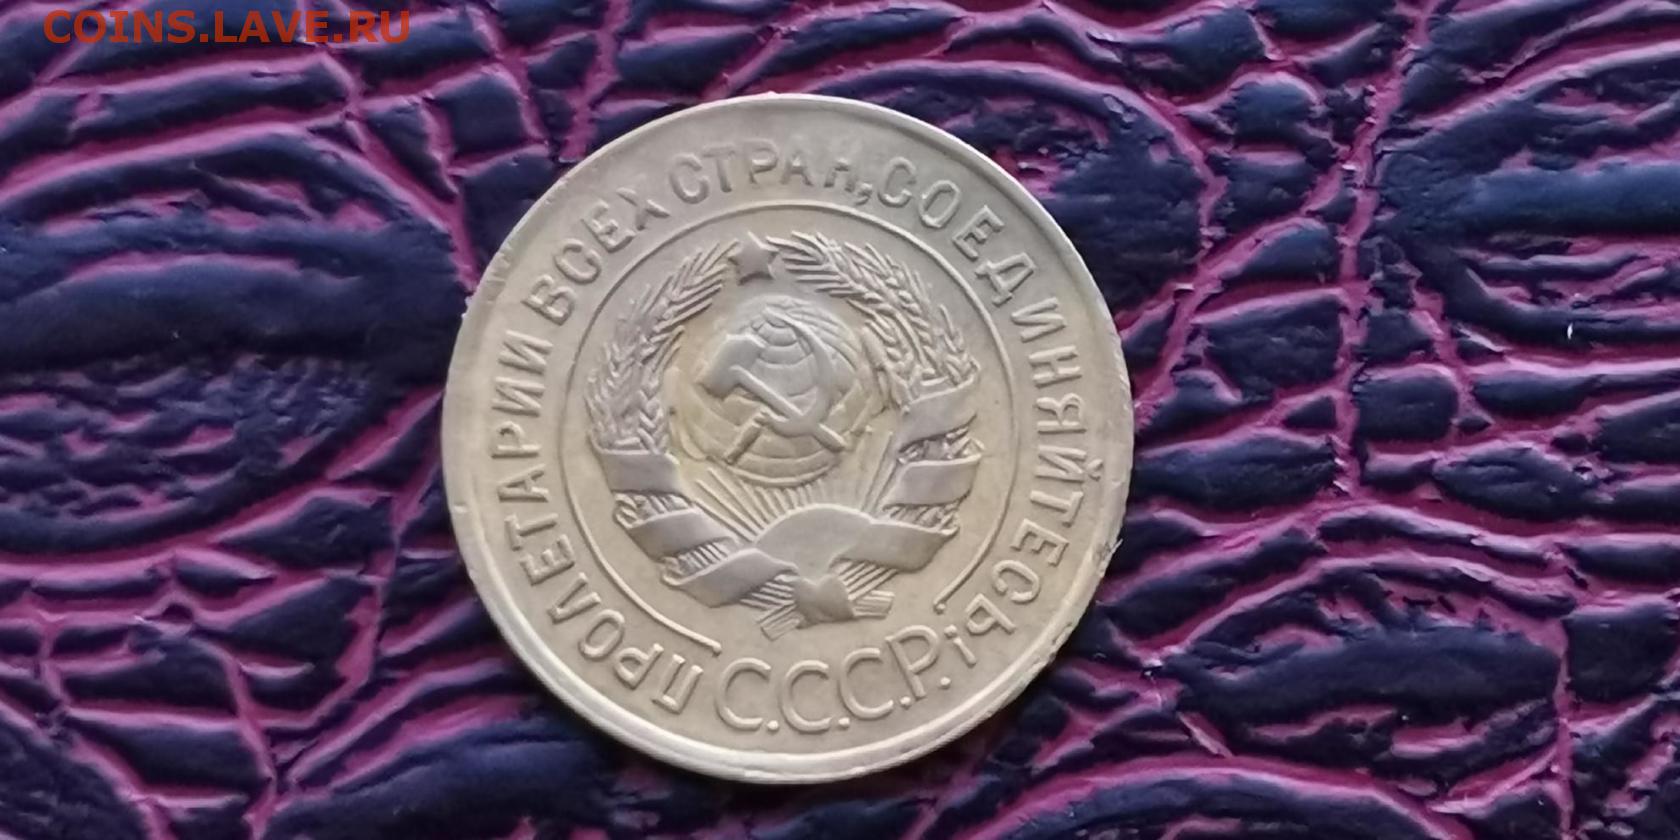 COINS.LAVE.RU
ПРОЛЕТАРИИ ВСЕХ СТРАН, СОЕДИНЯЙТЕСЬ!
С.С.С.Р.